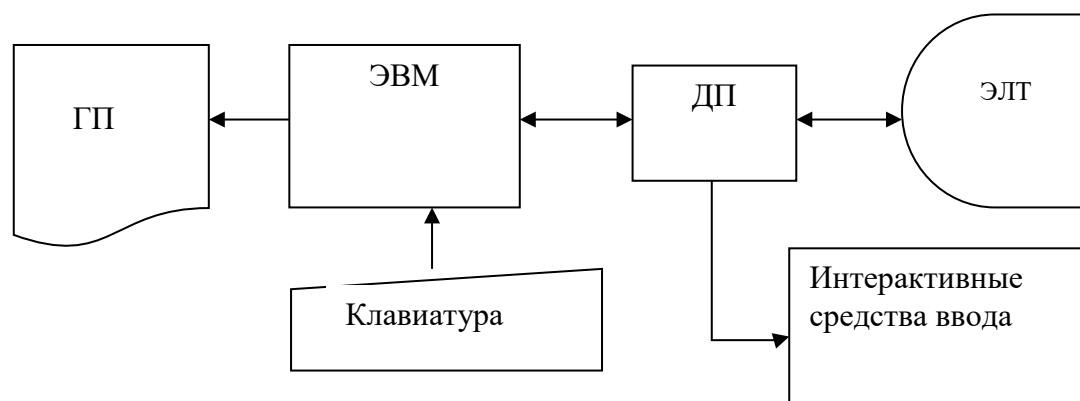 ГП
ЭВМ
ДП
ЭЛТ
Клавиатура
Интерактивные
средства ввода